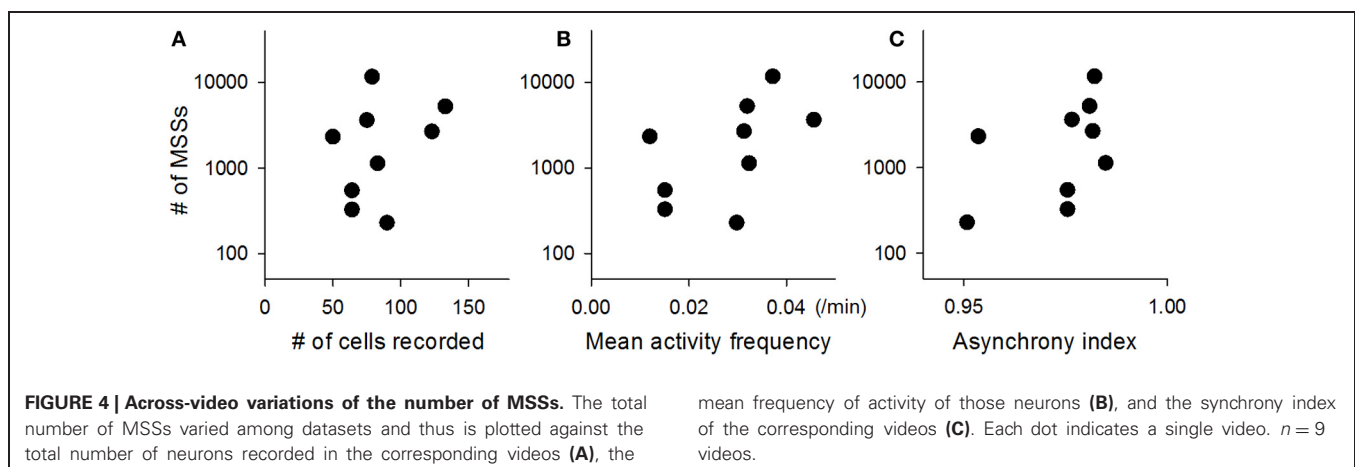 A
B
C
10000
1000
100
# of MSSs
0 50 100 150
# of cells recorded
10000
1000
100
0.00 0.02 0.04 (/min)
Mean activity frequency
10000
1000
100
0.95 1.00
Asynchrony index
FIGURE 4 | Across-video variations of the number of MSSs. The total
number of MSSs varied among datasets and thus is plotted against the
total number of neurons recorded in the corresponding videos (A), the
mean frequency of activity of those neurons (B), and the synchrony index
of the corresponding videos (C). Each dot indicates a single video. n = 9
videos.